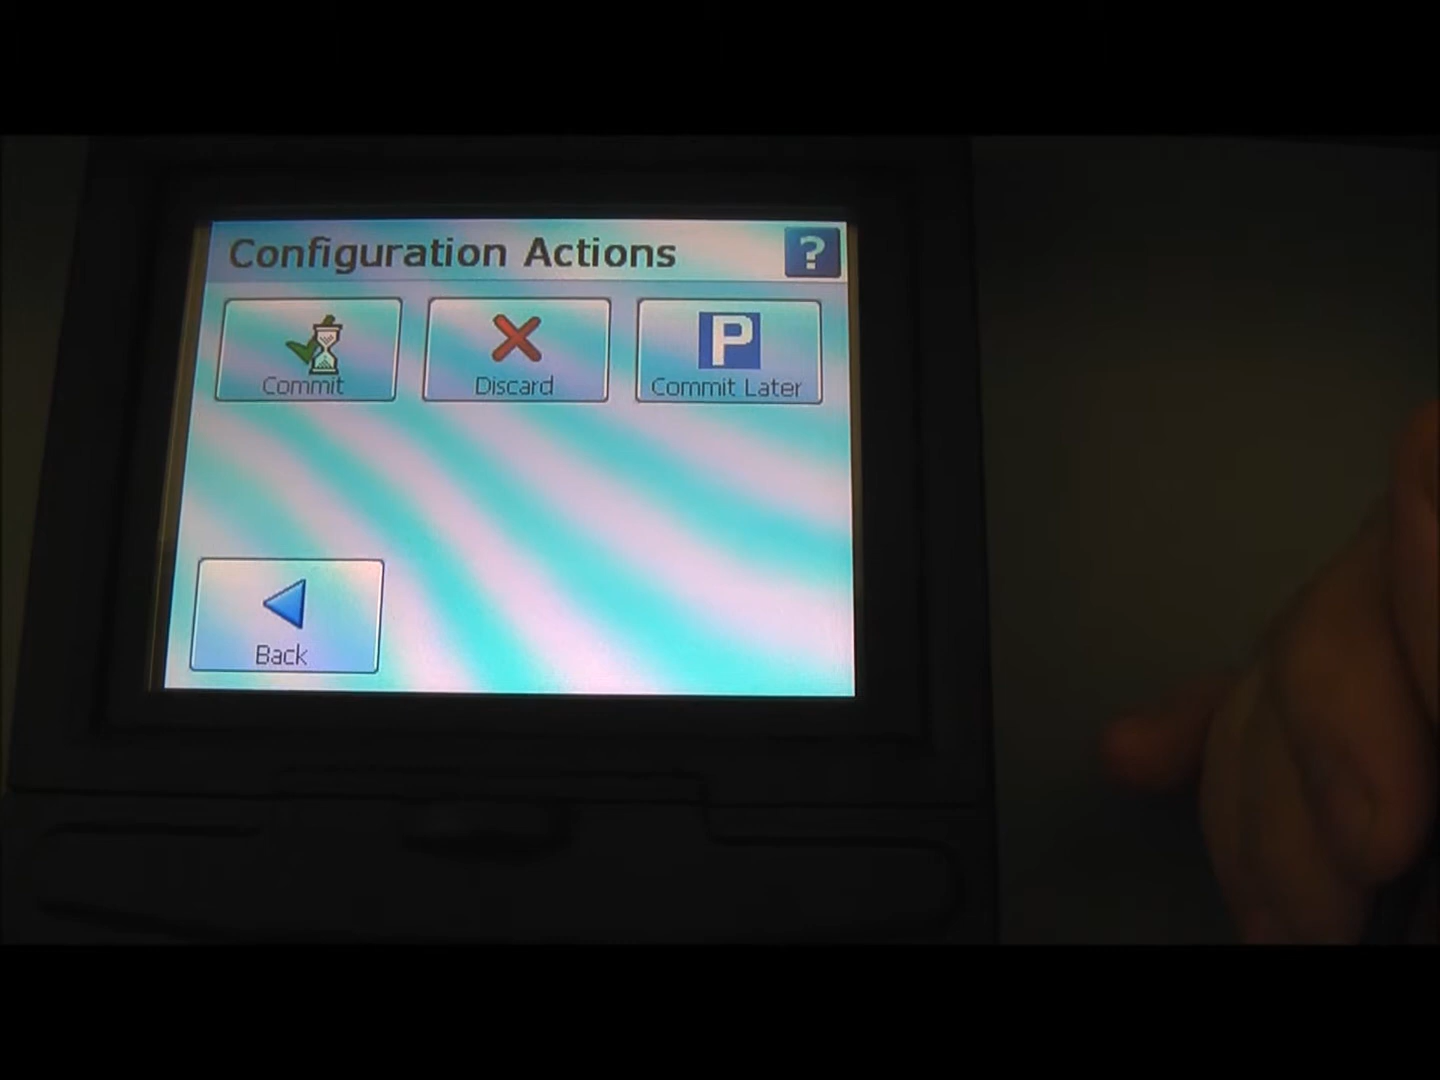 Configuration Actions ?
Commit
Discard
P
Commit Later
Back